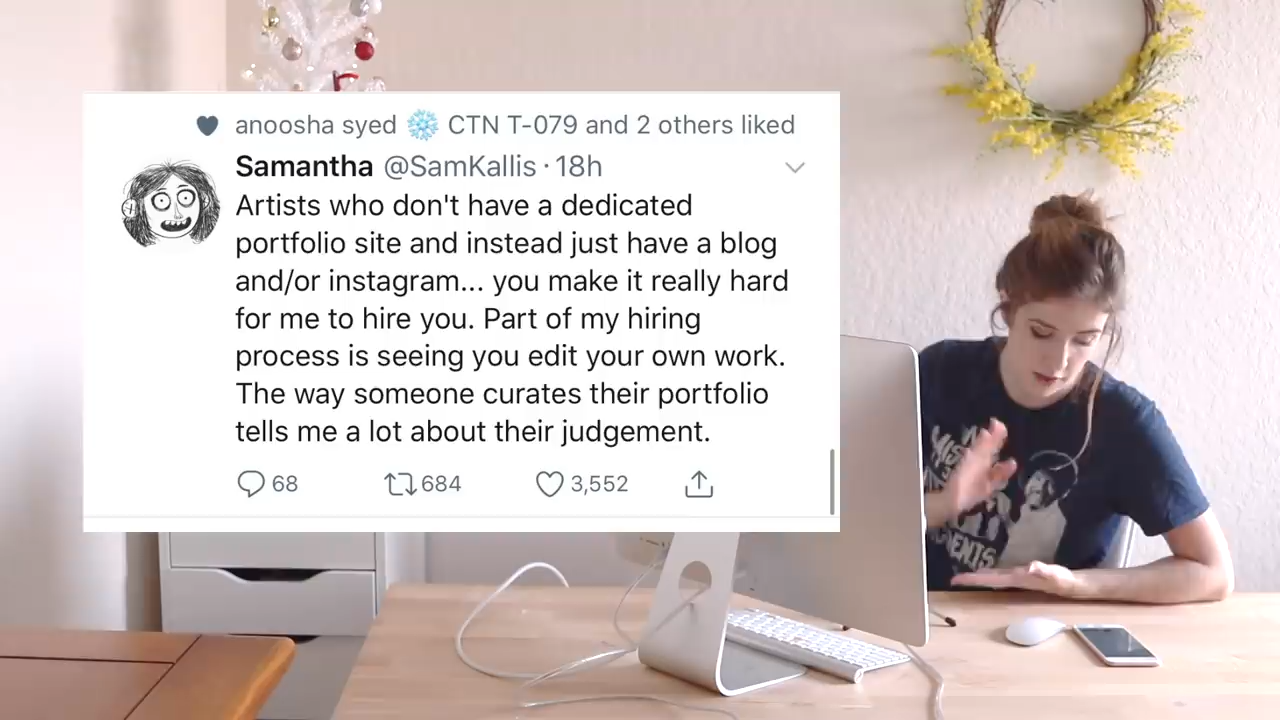 anoosha syed ❄️ CTN T-079 and 2 others liked
Samantha @SamKallis · 18h
Artists who don't have a dedicated
portfolio site and instead just have a blog
and/or instagram... you make it really hard
for me to hire you. Part of my hiring
process is seeing you edit your own work.
The way someone curates their portfolio
tells me a lot about their judgement.
68 684 3,552